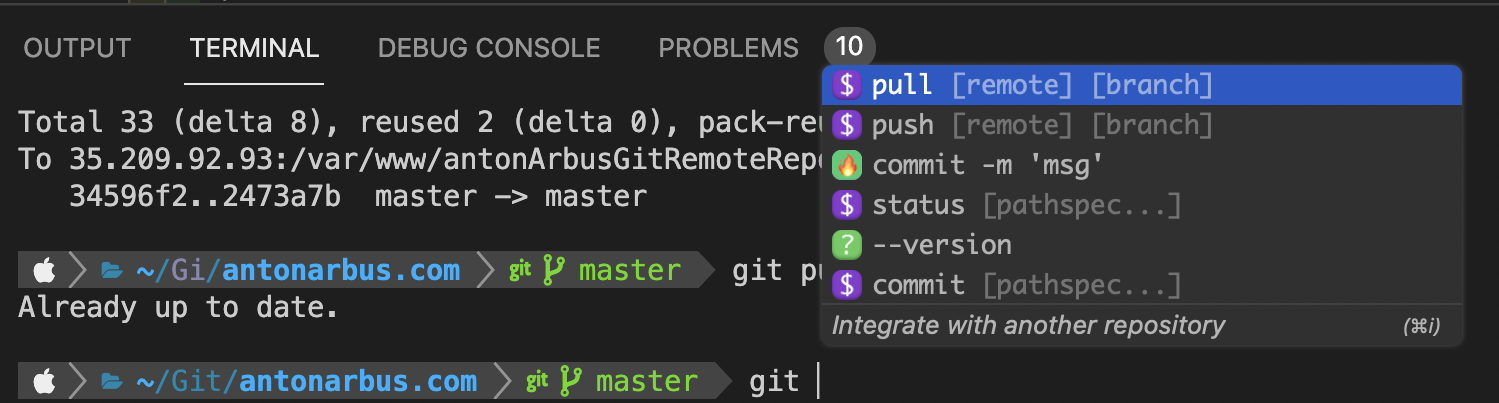 OUTPUT TERMINAL DEBUG CONSOLE PROBLEMS 10
Total 33 (delta 8), reused 2 (delta 0),
To 35.209.92.93:/var/www/antonArbusGitRemoteRep
34596f2..2473a7b master -> master
~/Gi/antonarbus.com git master git
Already up to date.
~/Git/antonarbus.com git master git
$ pull [remote] [branch]
$ push [remote] [branch]
commit -m 'msg'
$ status [pathspec...]
? --version
$ commit [pathspec...]
Integrate with another repository (⌘i)